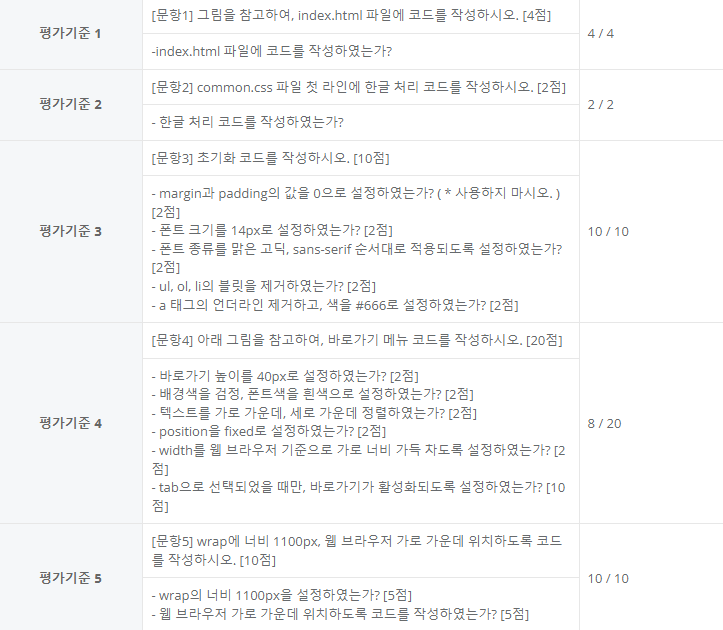 평가기준 1
[문항1] 그림을 참고하여, index.html 파일에 코드를 작성하시오. [4점]
-index.html 파일에 코드를 작성하였는가?
4 / 4
평가기준 2
[문항2] common.css 파일 첫 라인에 한글 처리 코드를 작성하시오. [2점]
- 한글 처리 코드를 작성하였는가?
2 / 2
평가기준 3
[문항3] 초기화 코드를 작성하시오. [10점]
- margin과 padding의 값을 0으로 설정하였는가? ( * 사용하지 마시오. )
[2점]
- 폰트 크기를 14px로 설정하였는가? [2점]
- 폰트 종류를 맑은 고딕, sans-serif 순서대로 적용되도록 설정하였는가?
[2점]
- ul, ol, li의 블릿을 제거하였는가? [2점]
- a 태그의 언더라인 제거하고, 색을 #666로 설정하였는가? [2점]
10 / 10
평가기준 4
[문항4] 아래 그림을 참고하여, 바로가기 메뉴 코드를 작성하시오. [20점]
- 바로가기 높이를 40px로 설정하였는가? [2점]
- 배경색을 검정, 폰트색을 흰색으로 설정하였는가? [2점]
- 텍스트를 가로 가운데, 세로 가운데 정렬하였는가? [2점]
- position을 fixed로 설정하였는가? [2점]
- width를 웹 브라우저 기준으로 가로 너비 가득 차도록 설정하였는가? [2
점]
- tab으로 선택되었을 때만, 바로가기가 활성화되도록 설정하였는가? [10
점]
8 / 20
평가기준 5
[문항5] wrap에 너비 1100px, 웹 브라우저 가로 가운데 위치하도록 코드
를 작성하시오. [10점]
- wrap의 너비 1100px을 설정하였는가? [5점]
- 웹 브라우저 가로 가운데 위치하도록 코드를 작성하였는가? [5점]
10 / 10